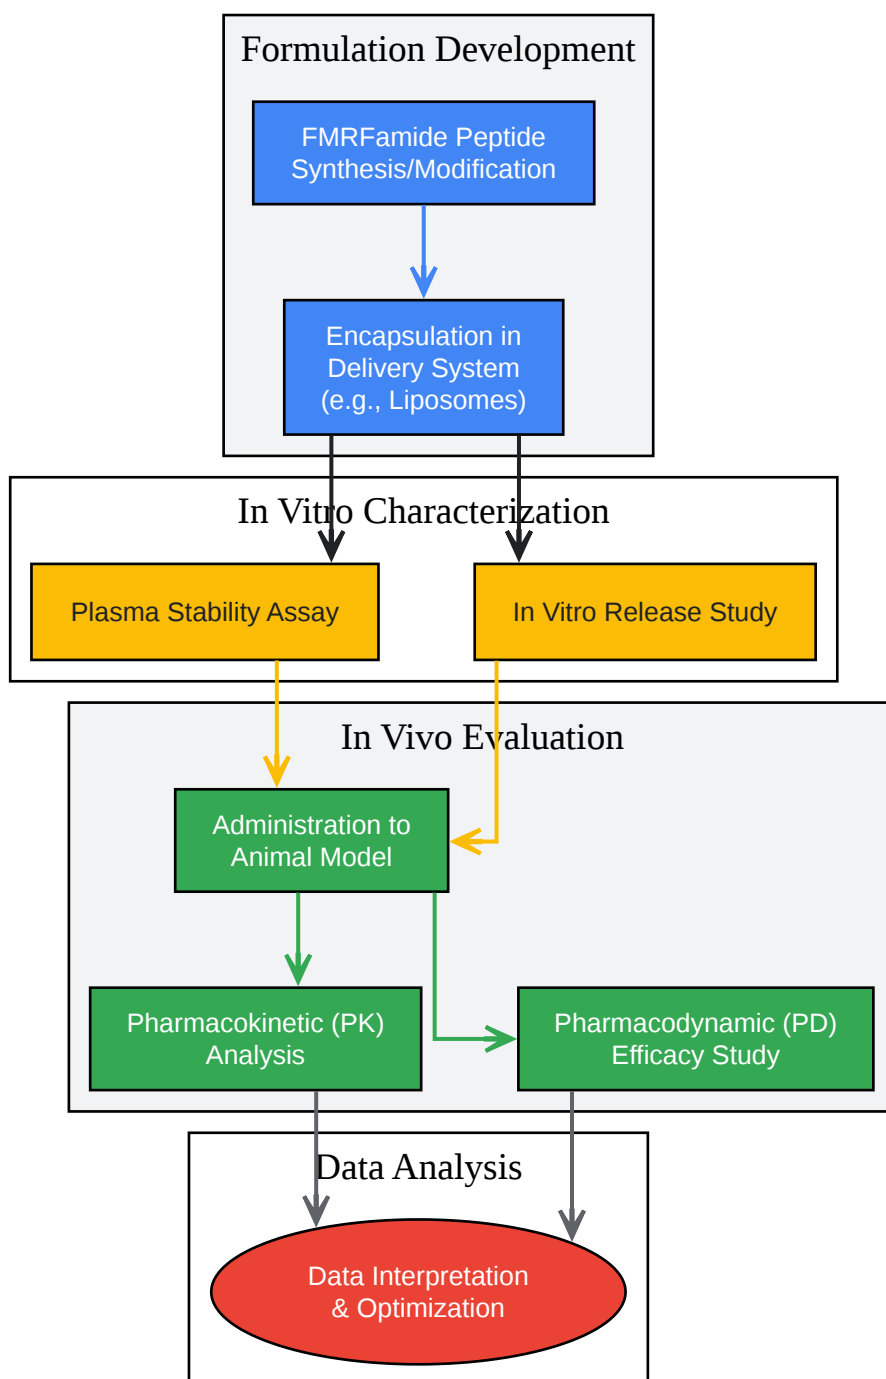 Formulation Development
FMRFamide Peptide
Synthesis/Modification
Encapsulation in
Delivery System
(e.g., Liposomes)
In Vitro Characterization
Plasma Stability Assay
In Vitro Release Study
In Vivo Evaluation
Administration to
Animal Model
Pharmacokinetic (PK)
Analysis
Pharmacodynamic (PD)
Efficacy Study
Data Analysis
Data Interpretation
& Optimization